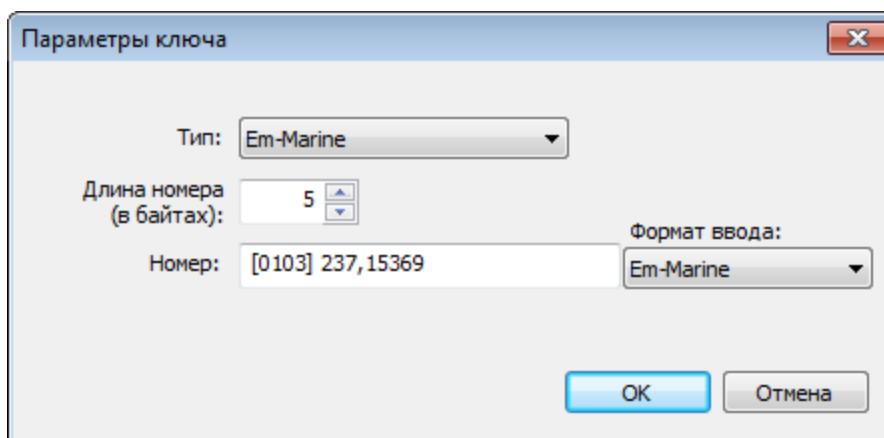 Параметры ключа
Тип: Em-Marine
Длина номера
(в байтах): 5
Формат ввода:
Номер: [0103] 237,15369 Em-Marine
OK Отмена